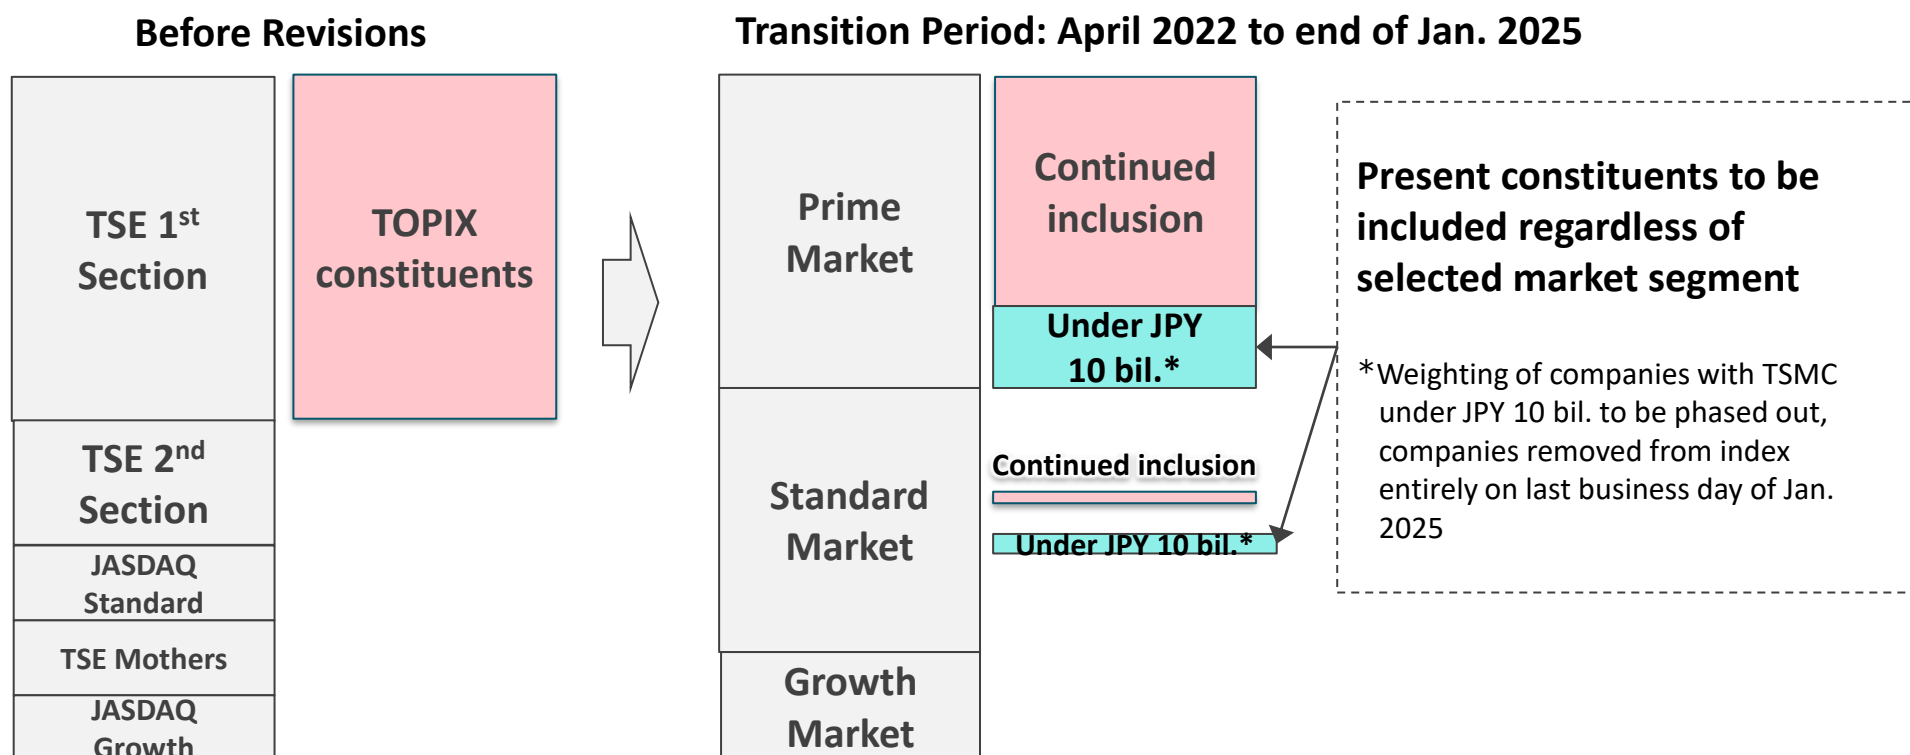 Before Revisions
Transition Period: April 2022 to end of Jan. 2025
TSE 1st
Section
TOPIX
constituents
TSE 2nd
Section
JASDAQ
Standard
TSE Mothers
JASDAQ
Growth
Prime
Market
Continued
inclusion
Under JPY
10 bil.*
Standard
Market
Continued inclusion
Under JPY 10 bil.*
Growth
Market
Present constituents to be
included regardless of
selected market segment
*Weighting of companies with TSMC
under JPY 10 bil. to be phased out,
companies removed from index
entirely on last business day of Jan.
2025